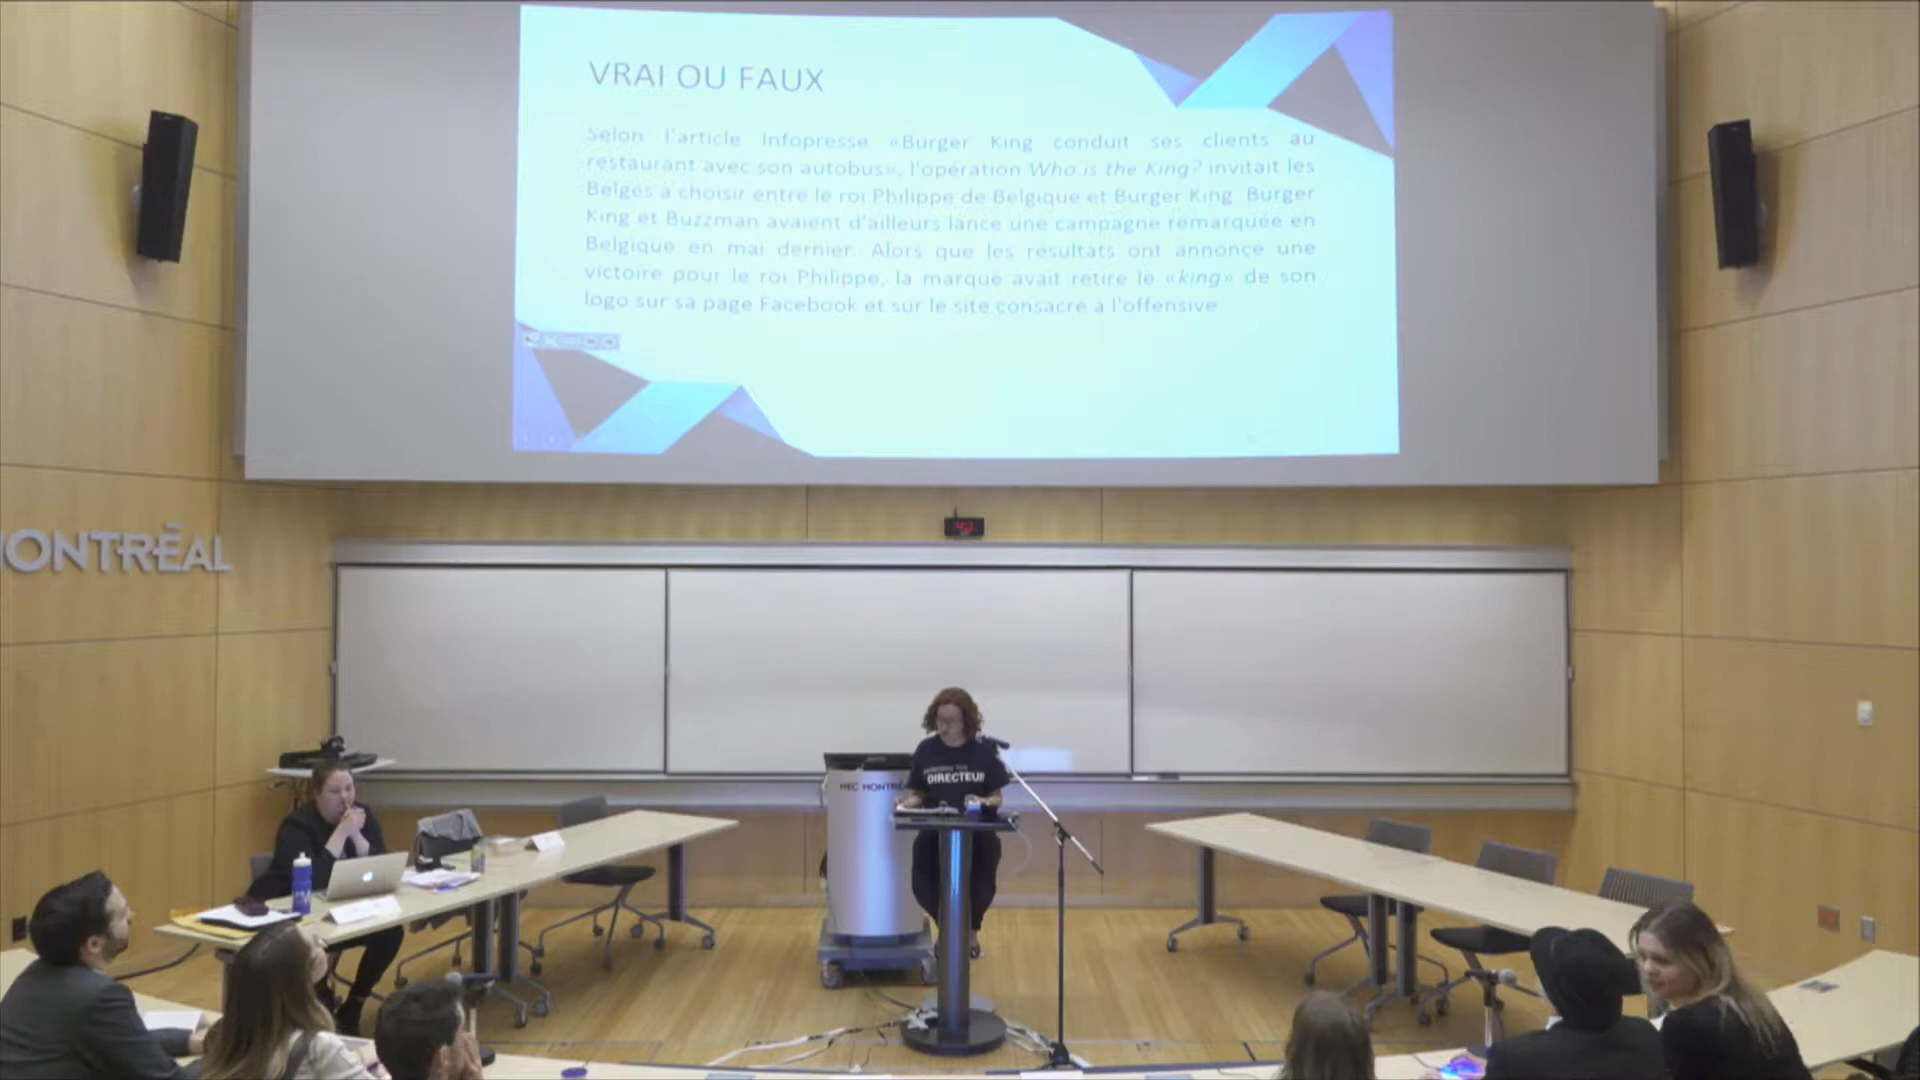 VRAI OU FAUX
Selon l'article Infopresse «Burger King conduit ses clients au
restaurant avec son autobus», l'opération Who is the King? invitait les
Belges à choisir entre le roi Philippe de Belgique et Burger King. Burger
King et Buzzman avaient d'ailleurs lancé une campagne remarquée en
Belgique en mai dernier. Alors que les résultats ont annoncé une
victoire pour le roi Philippe, la marque avait retiré le «king» de son
logo sur sa page Facebook et sur le site consacré à l'offensive
MONTRÉAL
DIRECTEUR
HEC MONTRÉAL